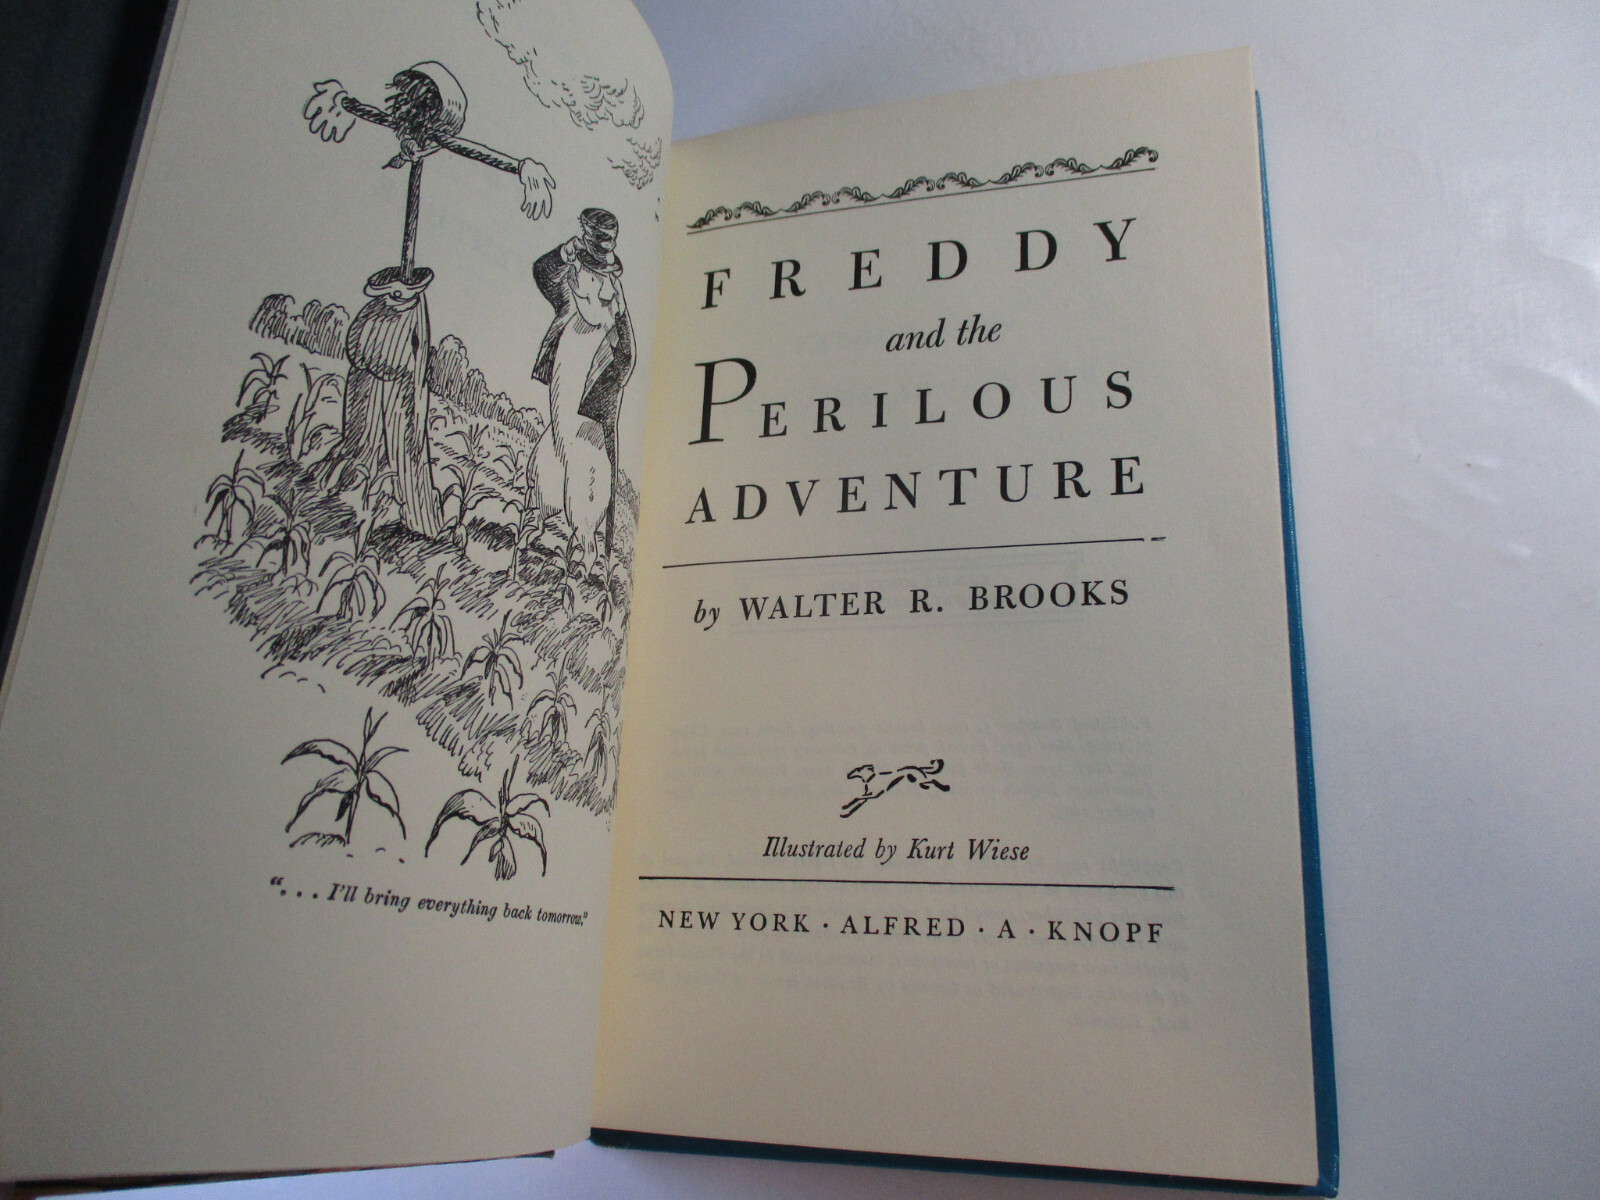 ". . . I'll bring everything back tomorrow."
FREDDY
and the
PERILOUS
ADVENTURE
by WALTER R. BROOKS
Illustrated by Kurt Wiese
NEW YORK · ALFRED · A · KNOPF